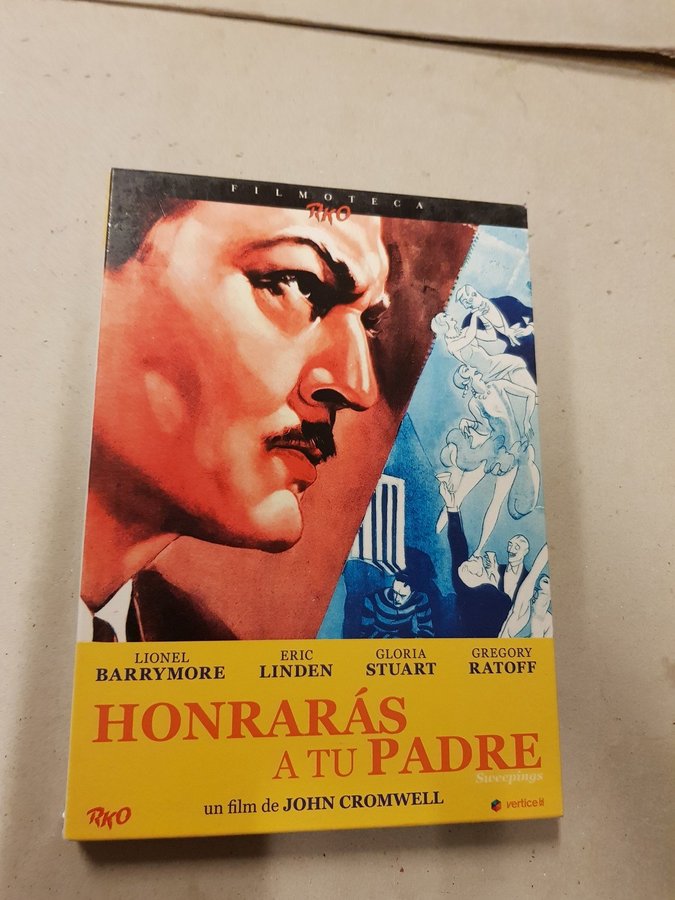 FILMOTECA
RKO
LIONEL BARRYMORE
ERIC LINDEN
GLORIA STUART
GREGORY RATOFF
HONRARÁS
A TU PADRE
Sweepings
un film de JOHN CROMWELL
RKO
vertice